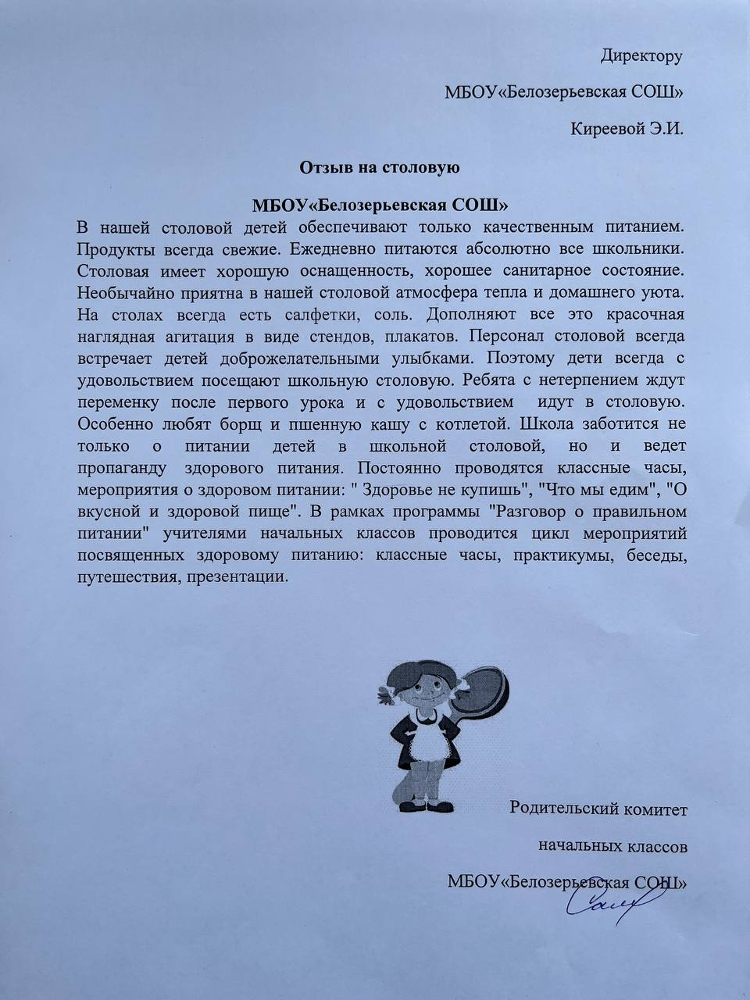 Директору
МБОУ«Белозерьевская СОШ»
Киреевой Э.И.
Отзыв на столовую
МБОУ«Белозерьевская СОШ»
В нашей столовой детей обеспечивают только качественным питанием.
Продукты всегда свежие. Ежедневно питаются абсолютно все школьники.
Столовая имеет хорошую оснащенность, хорошее санитарное состояние.
Необычайно приятна в нашей столовой атмосфера тепла и домашнего уюта.
На столах всегда есть салфетки, соль. Дополняют все это красочная
наглядная агитация в виде стендов, плакатов. Персонал столовой всегда
встречает детей доброжелательными улыбками. Поэтому дети всегда с
удовольствием посещают школьную столовую. Ребята с нетерпением ждут
переменку после первого урока и с удовольствием идут в столовую.
Особенно любят борщ и пшенную кашу с котлетой. Школа заботится не
только о питании детей в школьной столовой, но и ведет
пропаганду здорового питания. Постоянно проводятся классные часы,
мероприятия о здоровом питании: " Здоровье не купишь", "Что мы едим", "О
вкусной и здоровой пище". В рамках программы "Разговор о правильном
питании" учителями начальных классов проводится цикл мероприятий
посвященных здоровому питанию: классные часы, практикумы, беседы,
путешествия, презентации.
Родительский комитет
начальных классов
МБОУ«Белозерьевская СОШ»